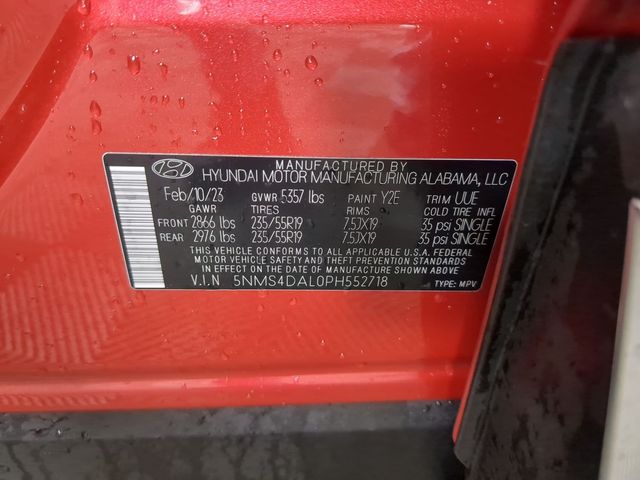 MANUFACTURED BY
HYUNDAI MOTOR MANUFACTURING ALABAMA, LLC
Feb/10/23 GVWR 5357 lbs PAINT Y2E TRIM UUE
GAWR TIRES RIMS COLD TIRE INFL
FRONT 2866 lbs 235/55R19 7.5JX19 35 psi SINGLE
REAR 2976 lbs 235/55R19 7.5JX19 35 psi SINGLE
THIS VEHICLE CONFORMS TO ALL APPLICABLE U.S.A. FEDERAL
MOTOR VEHICLE SAFETY AND THEFT PREVENTION STANDARDS
IN EFFECT ON THE DATE OF MANUFACTURE SHOWN ABOVE
V.I.N 5NMS4DAL0PH552718 TYPE: MPV